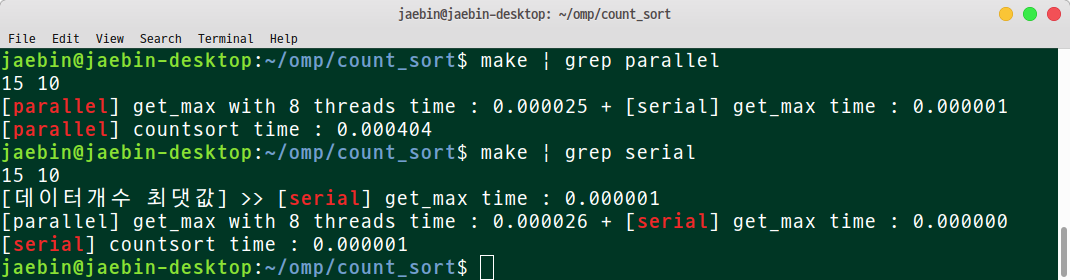 jaebin@jaebin-desktop: ~/omp/count_sort
File Edit View Search Terminal Help
jaebin@jaebin-desktop:~/omp/count_sort$ make | grep parallel
15 10
[parallel] get_max with 8 threads time : 0.000025 + [serial] get_max time : 0.000001
[parallel] countsort time : 0.000404
jaebin@jaebin-desktop:~/omp/count_sort$ make | grep serial
15 10
[데이터개수 최댓값] >> [serial] get_max time : 0.000001
[parallel] get_max with 8 threads time : 0.000026 + [serial] get_max time : 0.000000
[serial] countsort time : 0.000001
jaebin@jaebin-desktop:~/omp/count_sort$